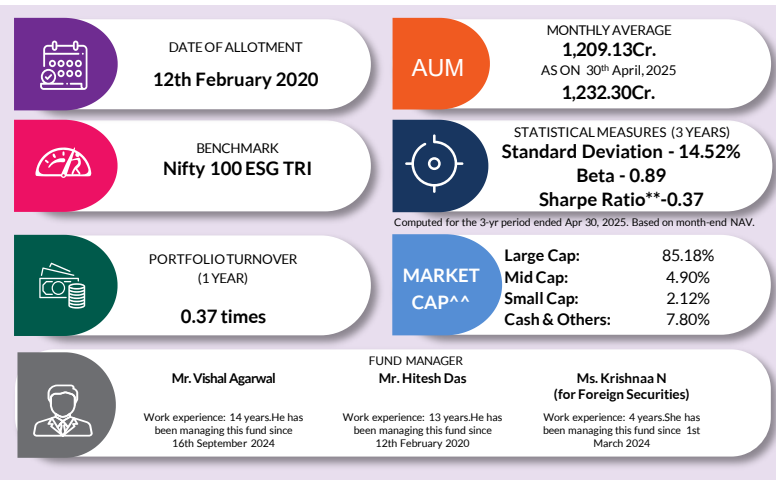 DATE OF ALLOTMENT
12th February 2020
AUM
MONTHLY AVERAGE
1,209.13Cr.
AS ON 30th April,2025
1,232.30Cr.
BENCHMARK
Nifty 100 ESG TRI
STATISTICAL MEASURES (3 YEARS)
Standard Deviation - 14.52%
Beta - 0.89
Sharpe Ratio**-0.37
Computed for the 3-yr period ended Apr 30, 2025. Based on month-end NAV.
PORTFOLIO TURNOVER
(1 YEAR)
0.37 times
MARKET
CAP^^
Large Cap: 85.18%
Mid Cap: 4.90%
Small Cap: 2.12%
Cash & Others: 7.80%
FUND MANAGER
Mr. Vishal Agarwal
Work experience: 14 years.He has
been managing this fund since
16th September 2024
Mr. Hitesh Das
Work experience: 13 years.He has
been managing this fund since
12th February 2020
Ms. Krishnaa N
(for Foreign Securities)
Work experience: 4 years.She has
been managing this fund since 1st
March 2024